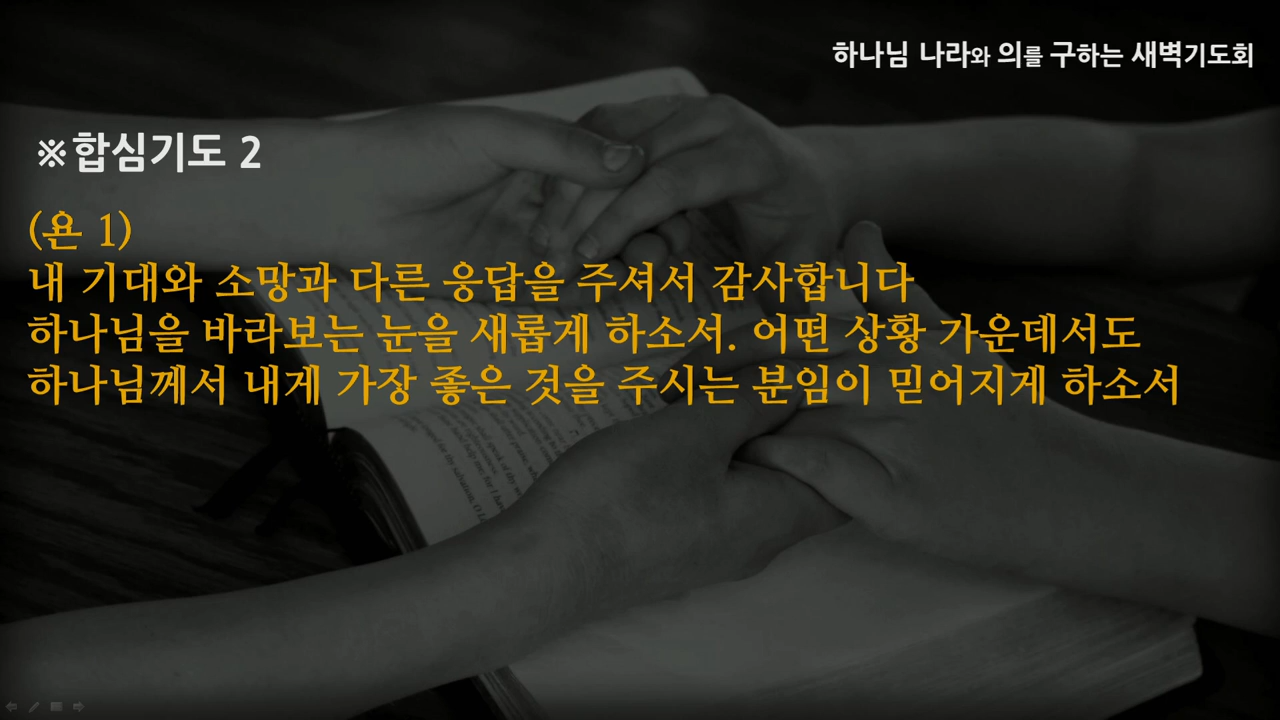 하나님 나라와 의를 구하는 새벽기도회
※합심기도 2
(욘 1)
내 기대와 소망과 다른 응답을 주셔서 감사합니다
하나님을 바라보는 눈을 새롭게 하소서. 어떤 상황 가운데서도
하나님께서 내게 가장 좋은 것을 주시는 분임이 믿어지게 하소서